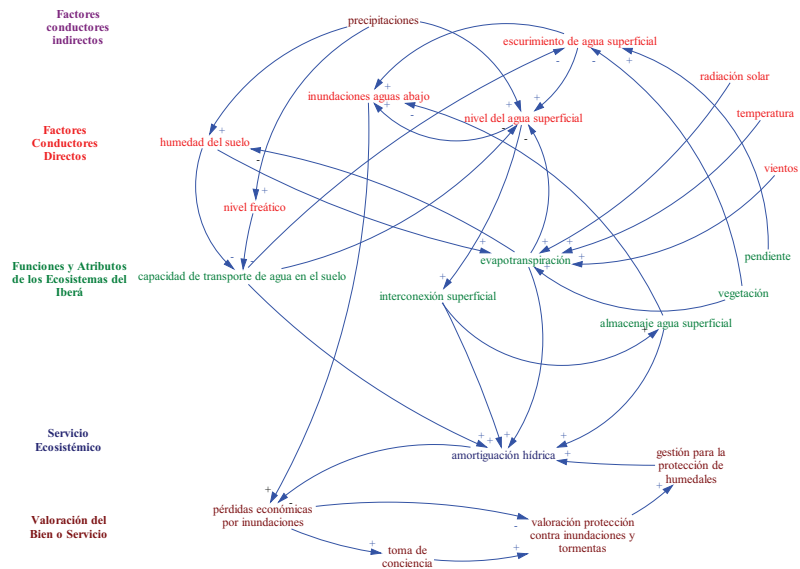 Factores
conductores
indirectos
precipitaciones
escurimiento de agua superficial
radiación solar
inundaciones aguas abajo
nivel del agua superficial
temperatura
Factores
Conductores
Directos
humedad del suelo
vientos
nivel freático
pendiente
Funciones y Atributos
de los Ecosistemas del
Iberá
evapotranspiración
capacidad de transporte de agua en el suelo
interconexión superficial
vegetación
almacenaje agua superficial
Servicio
Ecosistémico
amortiguación hídrica
gestión para la
protección de
humedales
Valoración del
Bien o Servicio
pérdidas económicas
por inundaciones
valoración protección
contra inundaciones y
tormentas
toma de
conciencia